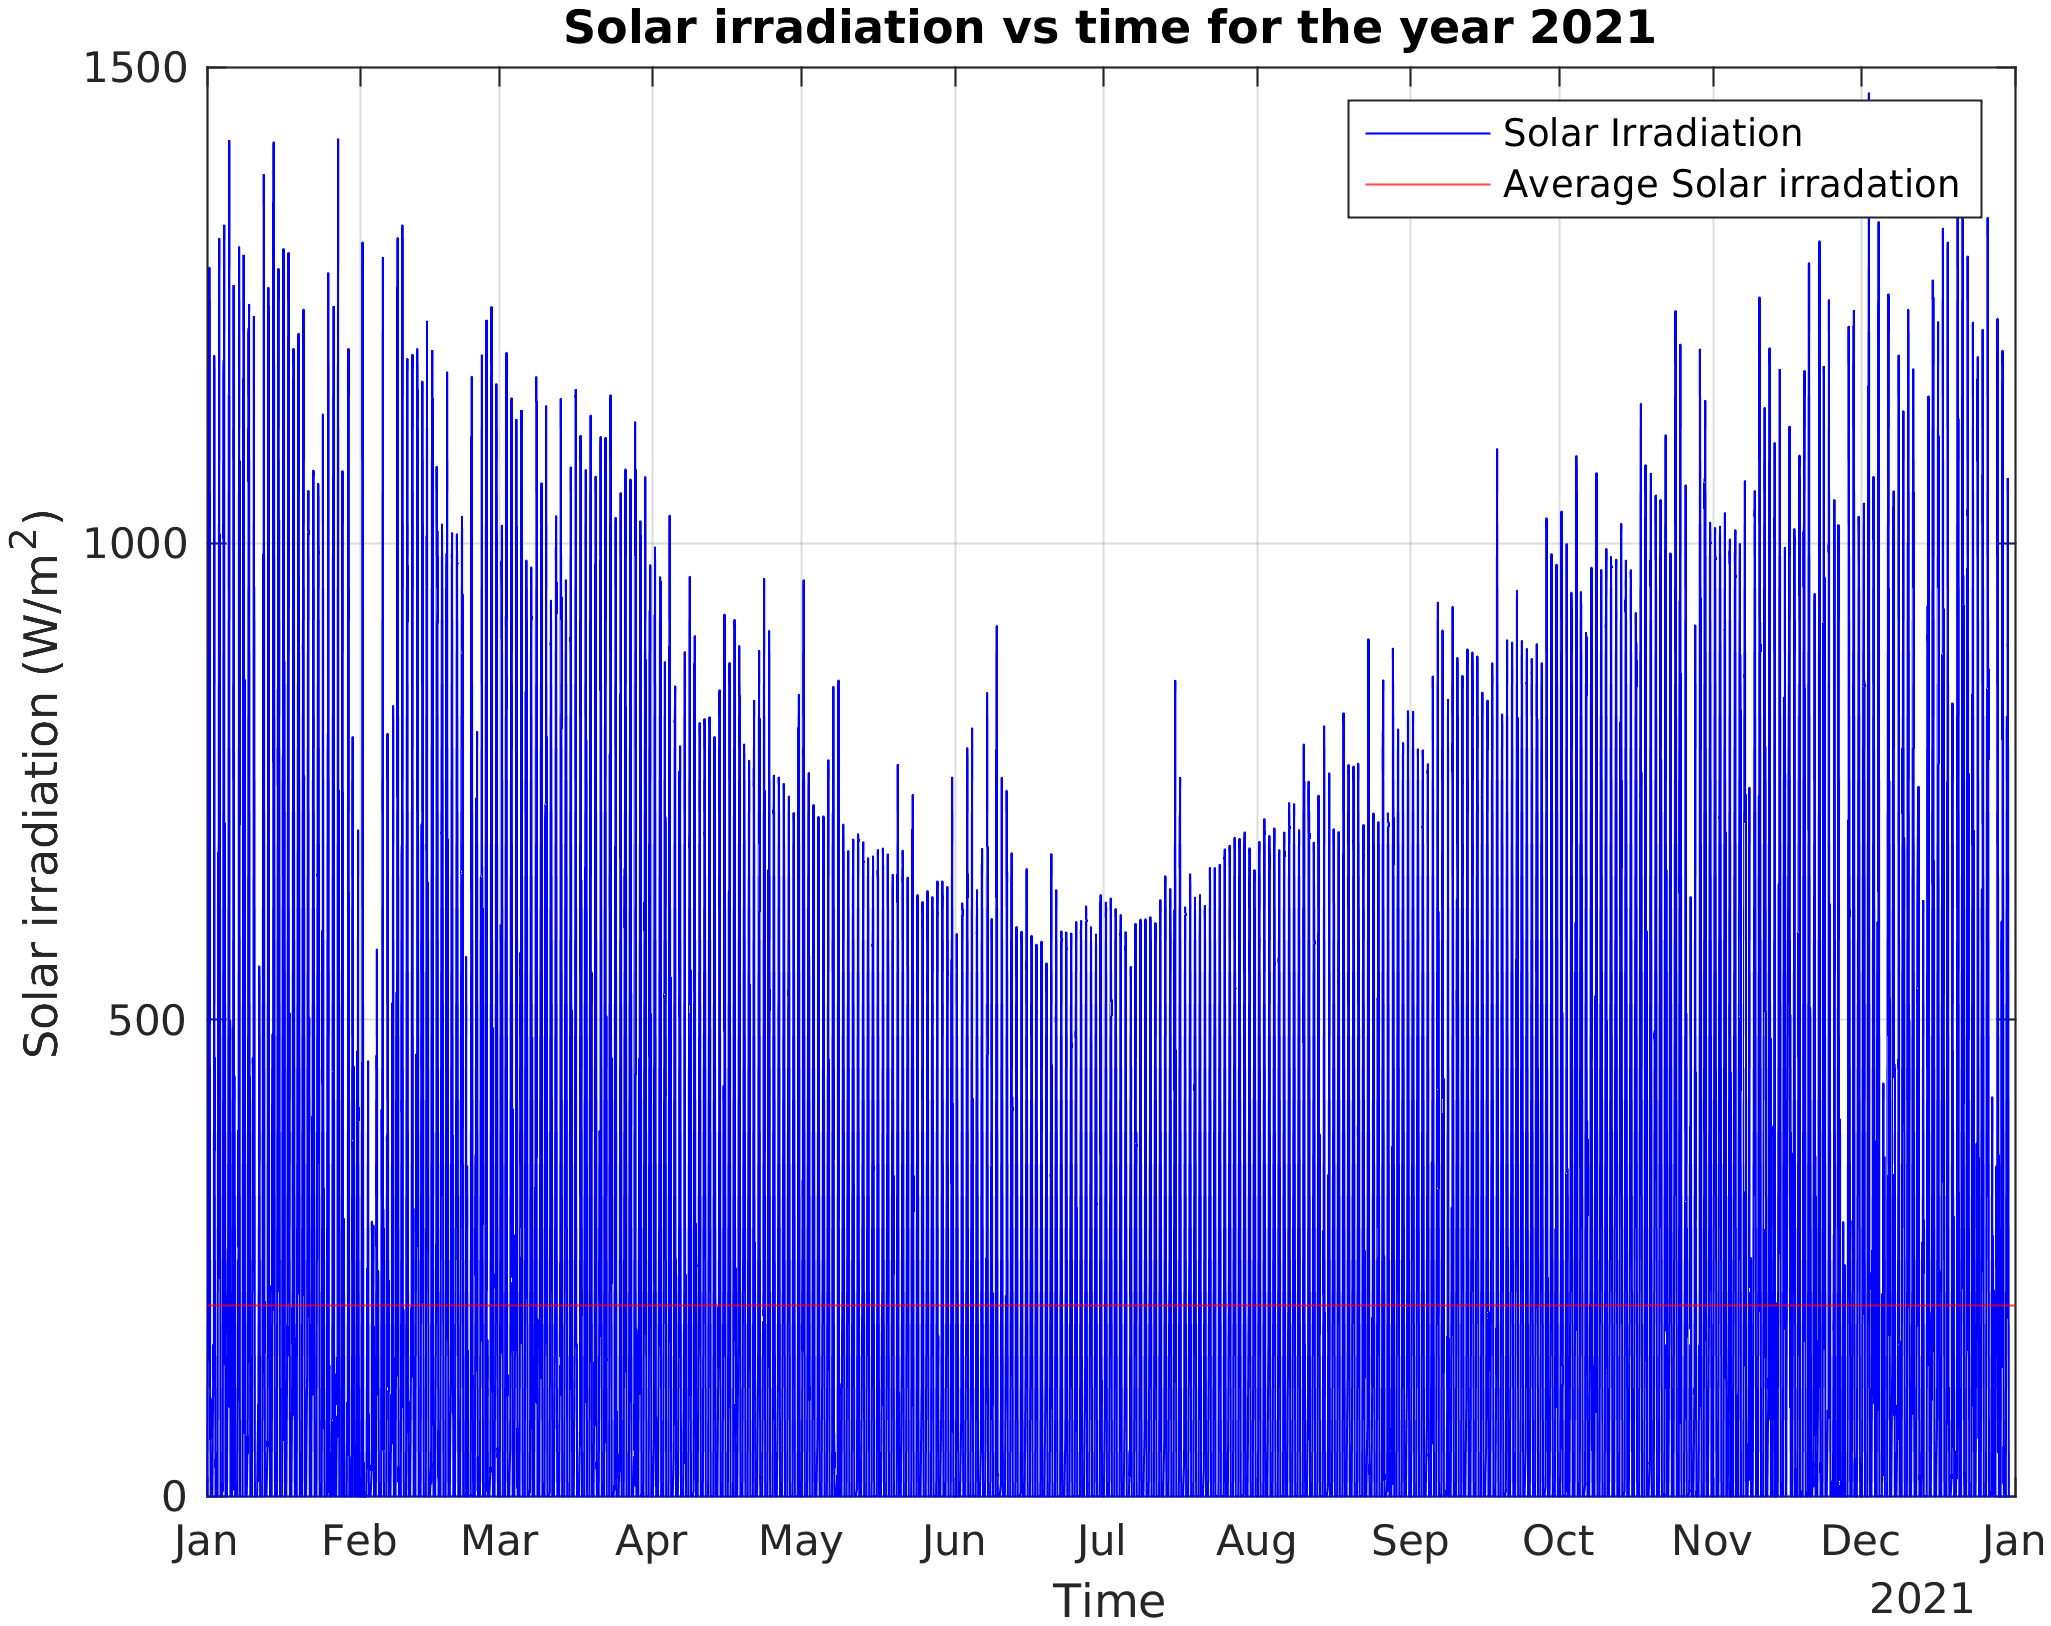 Solar irradiation vs time for the year 2021
1500
1000
500
0
Solar irradiation (W/m²)
Solar Irradiation
Average Solar irradation
Jan Feb Mar Apr May Jun Jul Aug Sep Oct Nov Dec Jan
Time
2021